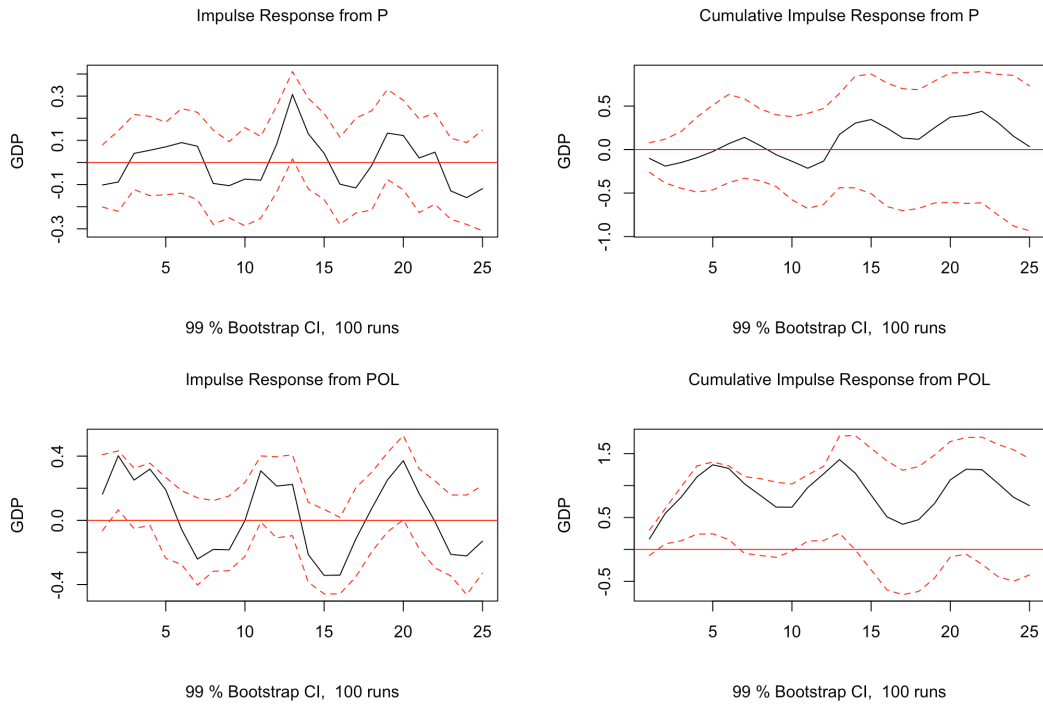 Impulse Response from P
GDP
-0.3 -0.1 0.1 0.3
5 10 15 20 25
99 % Bootstrap CI, 100 runs
Cumulative Impulse Response from P
GDP
-1.0 -0.5 0.0 0.5
5 10 15 20 25
99 % Bootstrap CI, 100 runs
Impulse Response from POL
GDP
-0.4 0.0 0.4
5 10 15 20 25
99 % Bootstrap CI, 100 runs
Cumulative Impulse Response from POL
GDP
-0.5 0.5 1.5
5 10 15 20 25
99 % Bootstrap CI, 100 runs